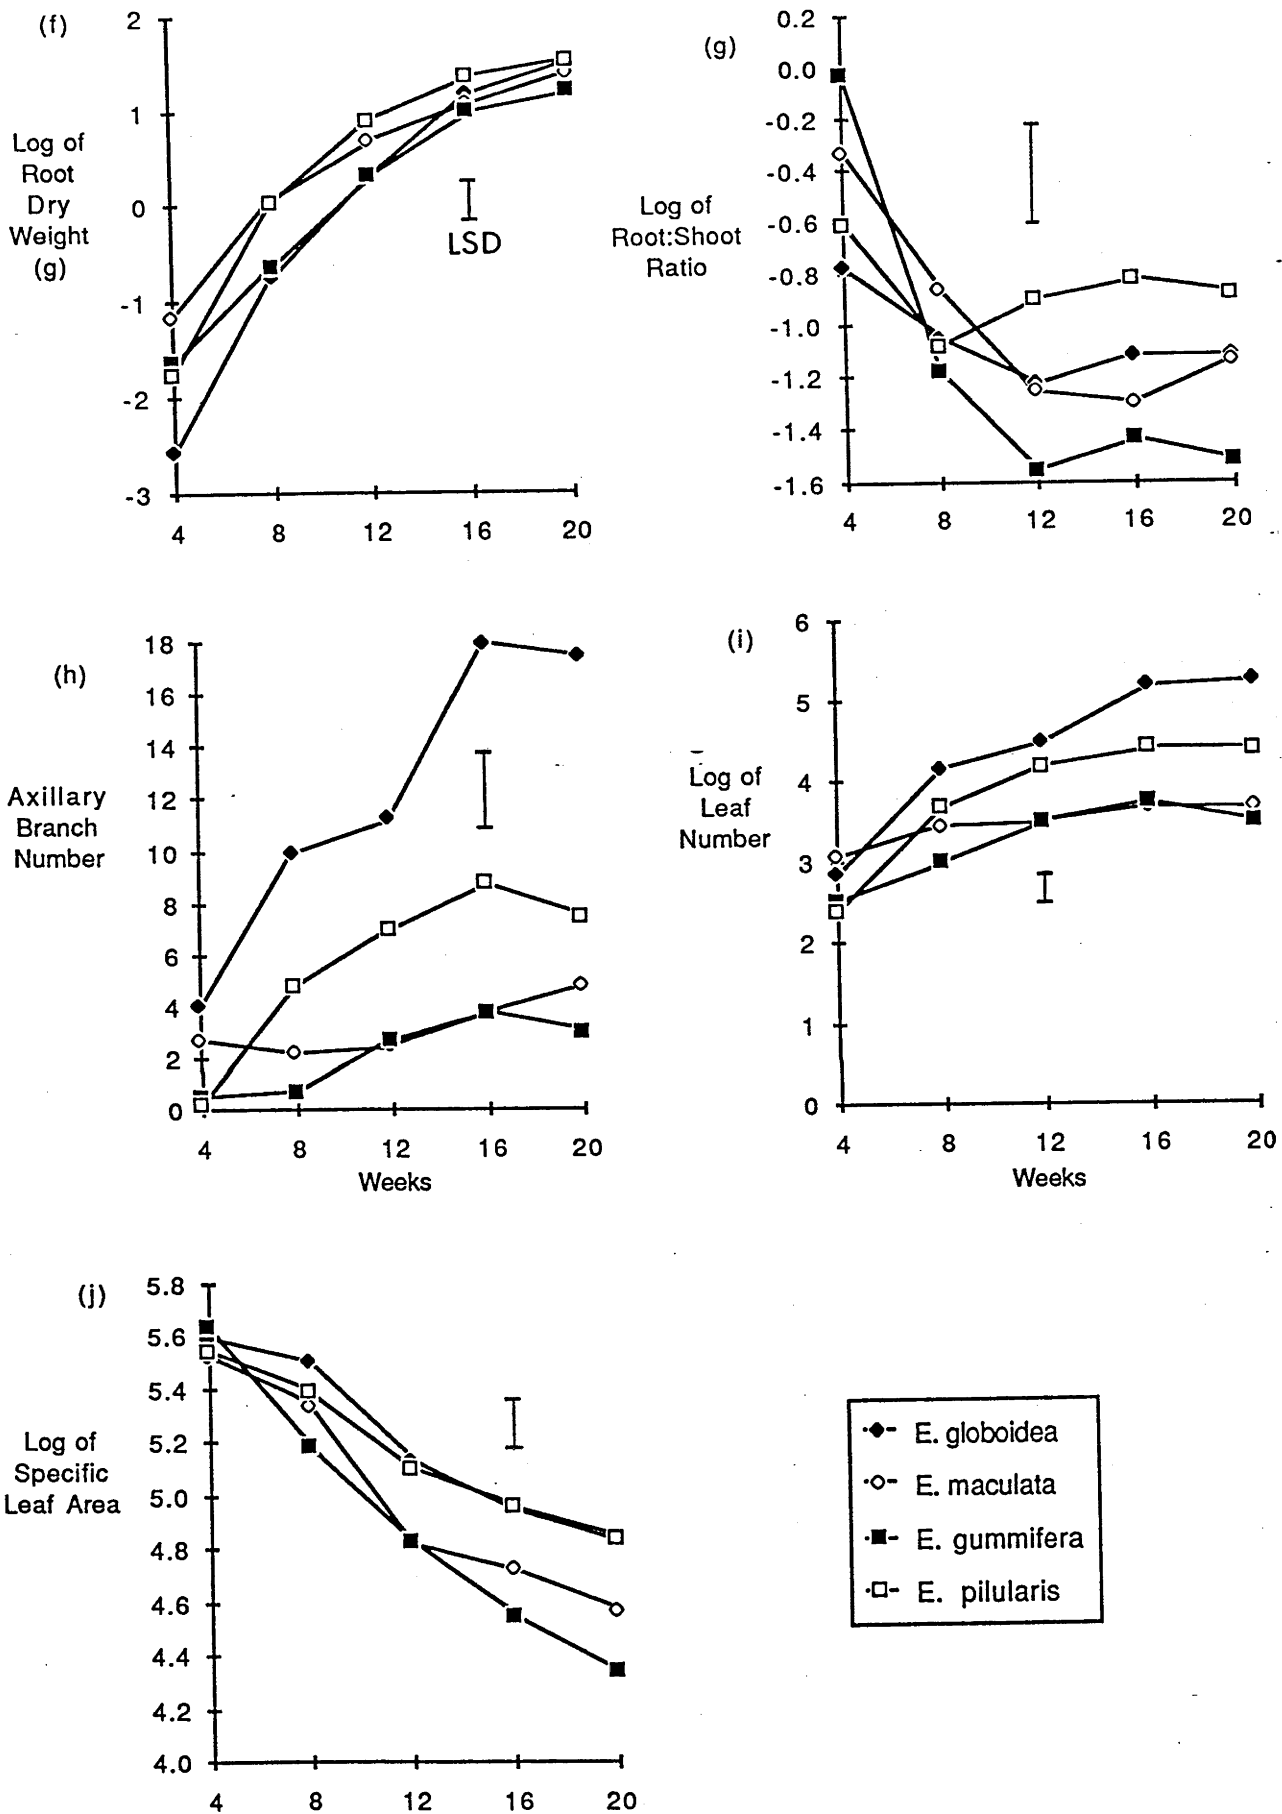 (f)
2
1
0
-1
-2
-3
Log of
Root
Dry
Weight
(g)
LSD
4 8 12 16 20
(g)
0.2
0.0
-0.2
-0.4
-0.6
-0.8
-1.0
-1.2
-1.4
-1.6
Log of
Root:Shoot
Ratio
4 8 12 16 20
(h)
18
16
14
12
10
8
6
4
2
0
Axillary
Branch
Number
4 8 12 16 20
Weeks
(i)
6
5
4
3
2
1
0
Log of
Leaf
Number
4 8 12 16 20
Weeks
(j)
5.8
5.6
5.4
5.2
5.0
4.8
4.6
4.4
4.2
4.0
Log of
Specific
Leaf Area
4 8 12 16 20
E. globoidea
E. maculata
E. gummifera
E. pilularis